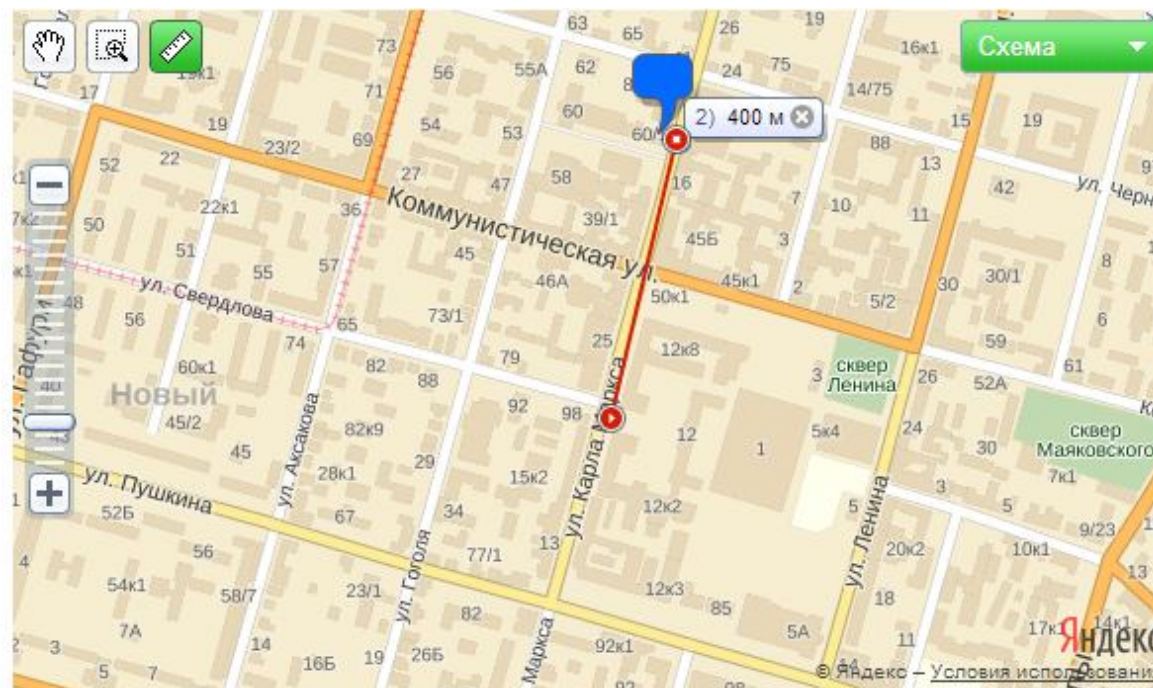 Схема
2) 400 м
63
65
26
19
16к1
73
56
55А
62
24
75
71
14/75
17
19
54
53
60
15
19
88
69
23/2
13
52
22
27
58
16
42
ул. Черн
47
22к1
36
Коммунистическая ул.
39/1
7
10
11
50
45Б
3
51
57
45
8
55
46А
45к1
2
30
30/1
ул. Свердлова
50к1
5/2
48
56
73/1
6
65
25
59
74
79
12к8
60к1
82
3
сквер
Ленина
26
52А
61
Новый
88
92
98
45/2
82к9
12
5к4
24
сквер
Маяковского
45
1
30
ул. Аксакова
ул. Карла Маркса
28к1
29
15к2
7к1
ул. Пушкина
3
52Б
67
34
12к2
5
5
9/23
ул. Гафури
ул. Гоголя
ул. Ленина
56
77/1
13
20к2
10к1
4
54к1
58/7
23/1
12к3
13
82
85
18
7А
5А
17к1
14к1
3
14
16Б
19
26Б
Маркса
92к1
11
5
7
Яндекс
© Яндекс – Условия использования